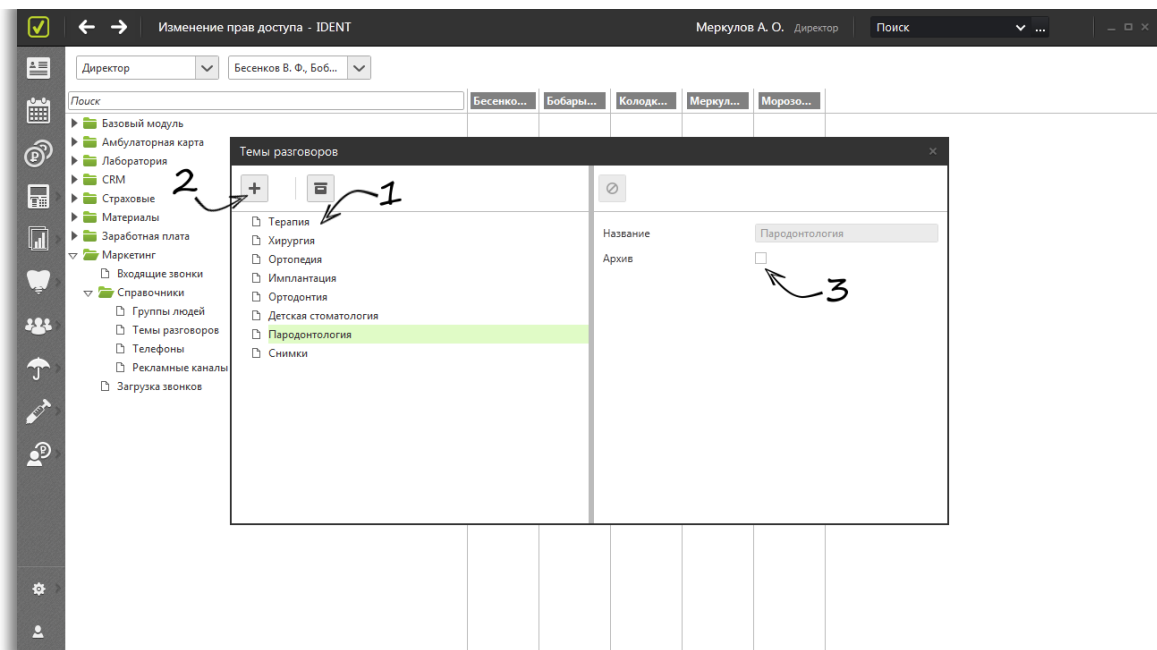 Изменение прав доступа - IDENT
Меркулов А. О. Директор
Поиск
...
Директор
Бесенков В. Ф., Боб...
Поиск
Бесенко...
Бобары...
Колодк...
Меркул...
Морозо...
Базовый модуль
Амбулаторная карта
Лаборатория
CRM
Страховые
Материалы
Заработная плата
Маркетинг
Входящие звонки
Справочники
Группы людей
Темы разговоров
Телефоны
Рекламные каналы
Загрузка звонков
Темы разговоров
2
1
Терапия
Хирургия
Ортопедия
Имплантация
Ортодонтия
Детская стоматология
Пародонтология
Снимки
Название
Пародонтология
Архив
3